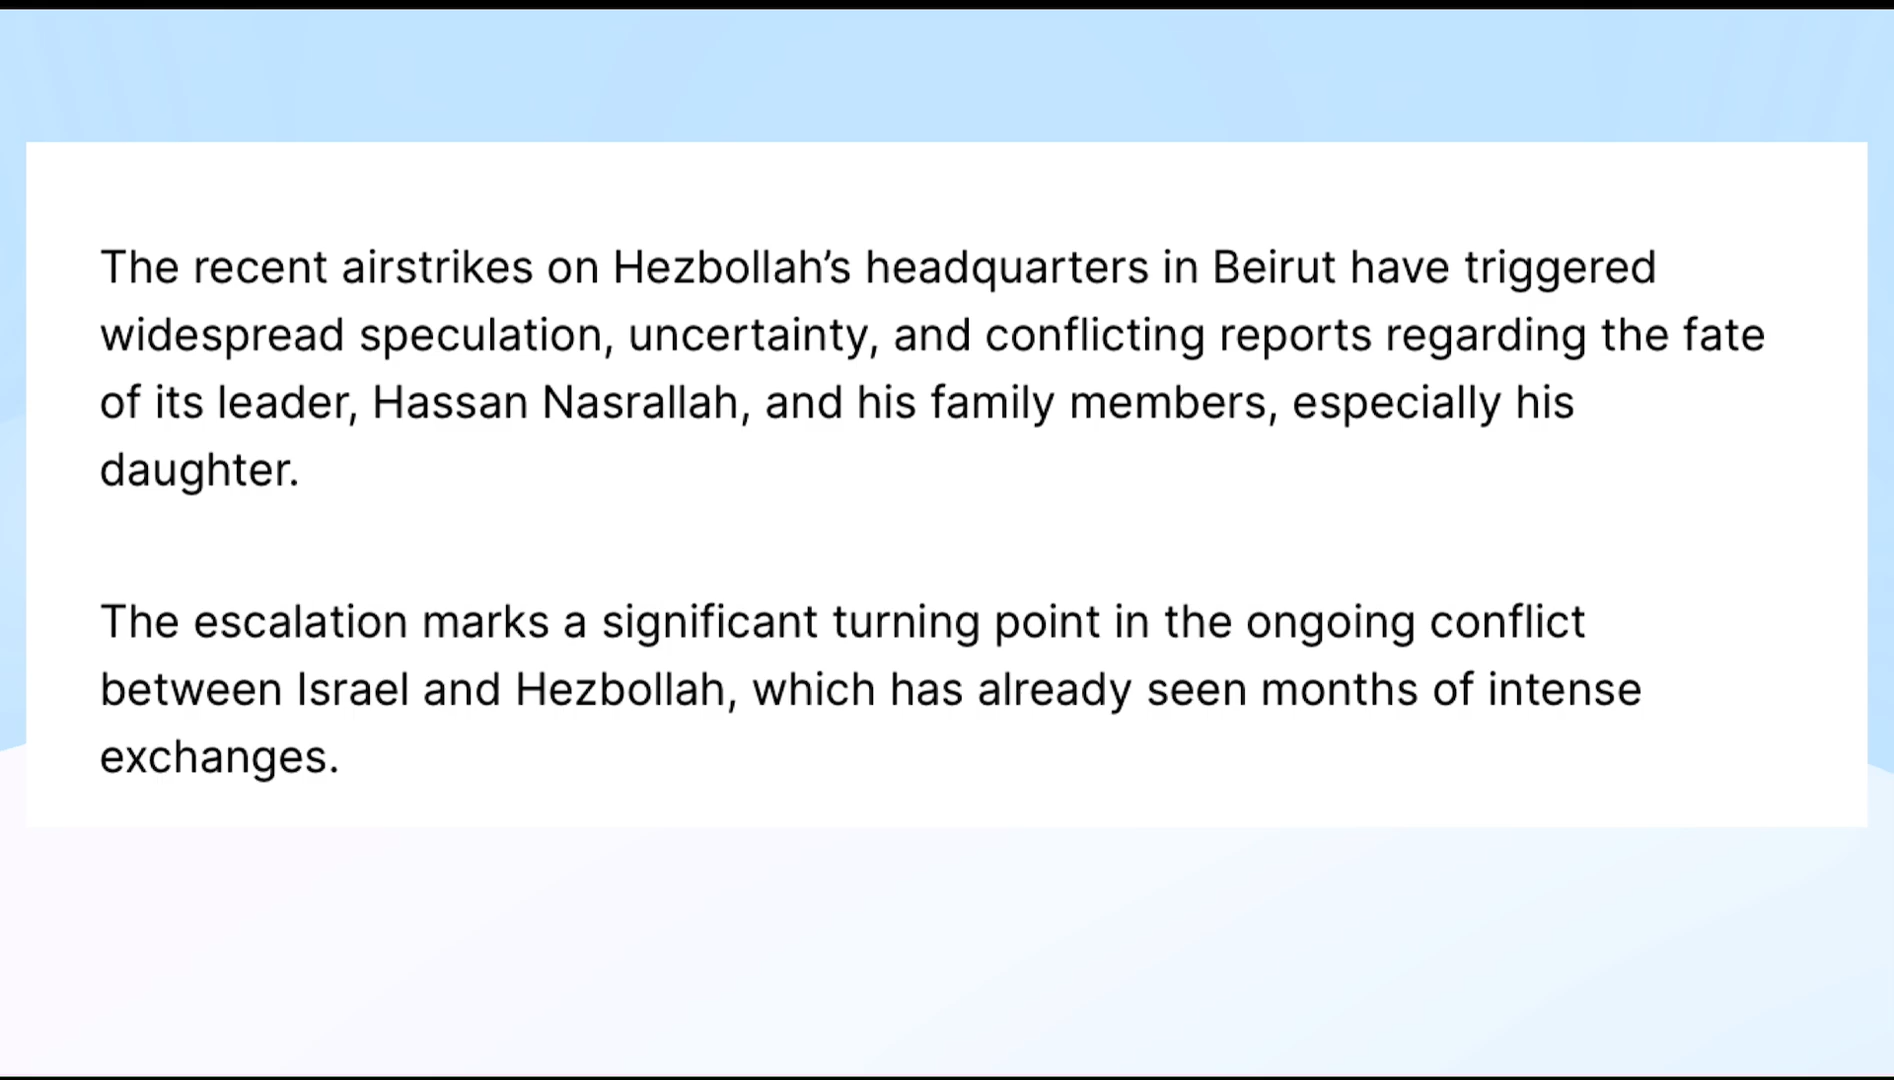 The recent airstrikes on Hezbollah’s headquarters in Beirut have triggered
widespread speculation, uncertainty, and conflicting reports regarding the fate
of its leader, Hassan Nasrallah, and his family members, especially his
daughter.
The escalation marks a significant turning point in the ongoing conflict
between Israel and Hezbollah, which has already seen months of intense
exchanges.